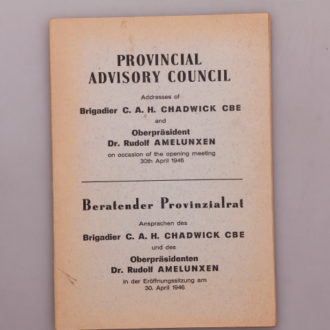 PROVINCIAL
ADVISORY COUNCIL
Addresses of
Brigadier C. A. H. CHADWICK CBE
and
Oberpräsident
Dr. Rudolf AMELUNXEN
on occasion of the opening meeting
30th April 1946
Beratender Provinzialrat
Ansprachen des
Brigadier C. A. H. CHADWICK CBE
und des
Oberpräsidenten
Dr. Rudolf AMELUNXEN
in der Eröffnungssitzung am
30. April 1946